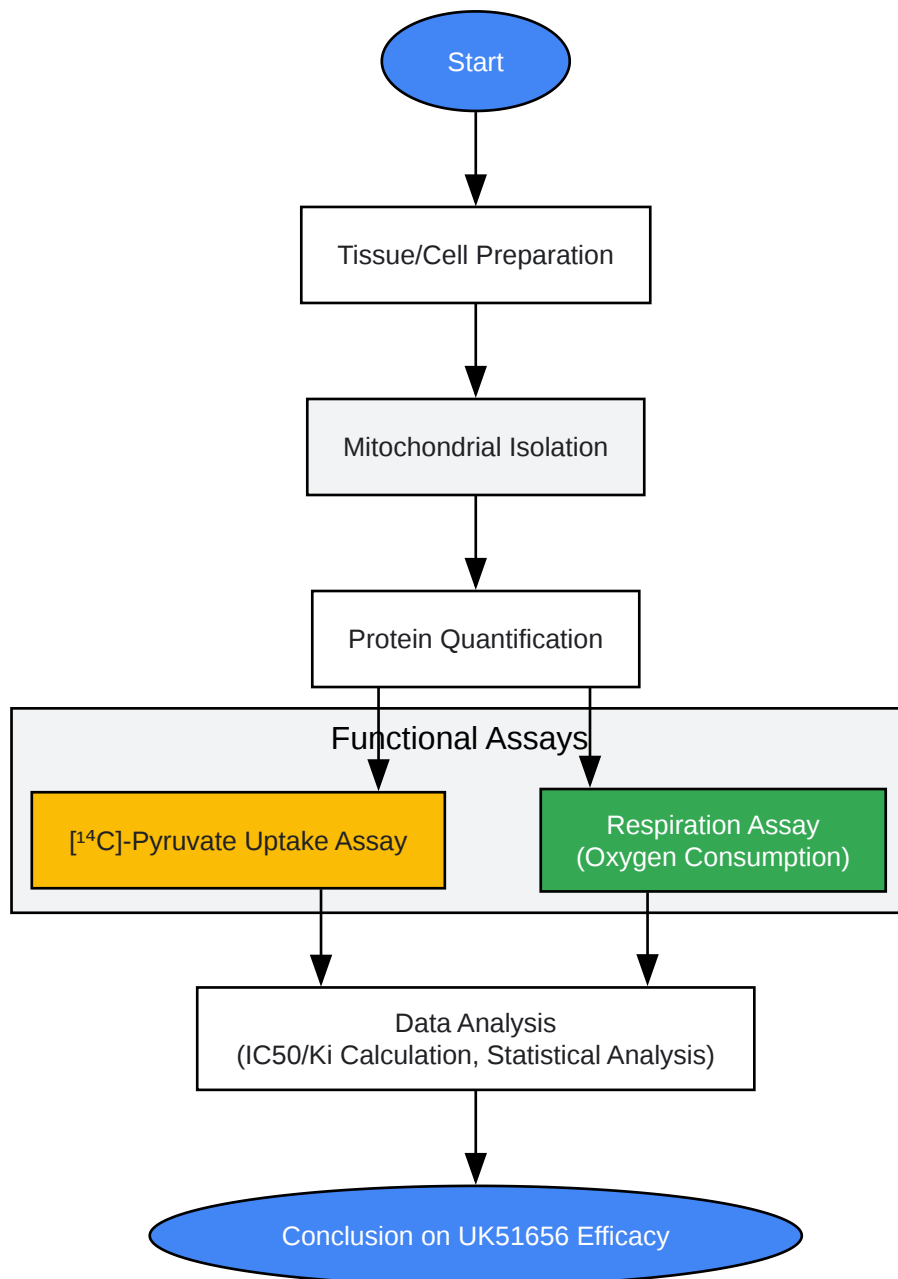 Start
Tissue/Cell Preparation
Mitochondrial Isolation
Protein Quantification
Functional Assays
[¹⁴C]-Pyruvate Uptake Assay
Respiration Assay
(Oxygen Consumption)
Data Analysis
(IC50/Ki Calculation, Statistical Analysis)
Conclusion on UK51656 Efficacy